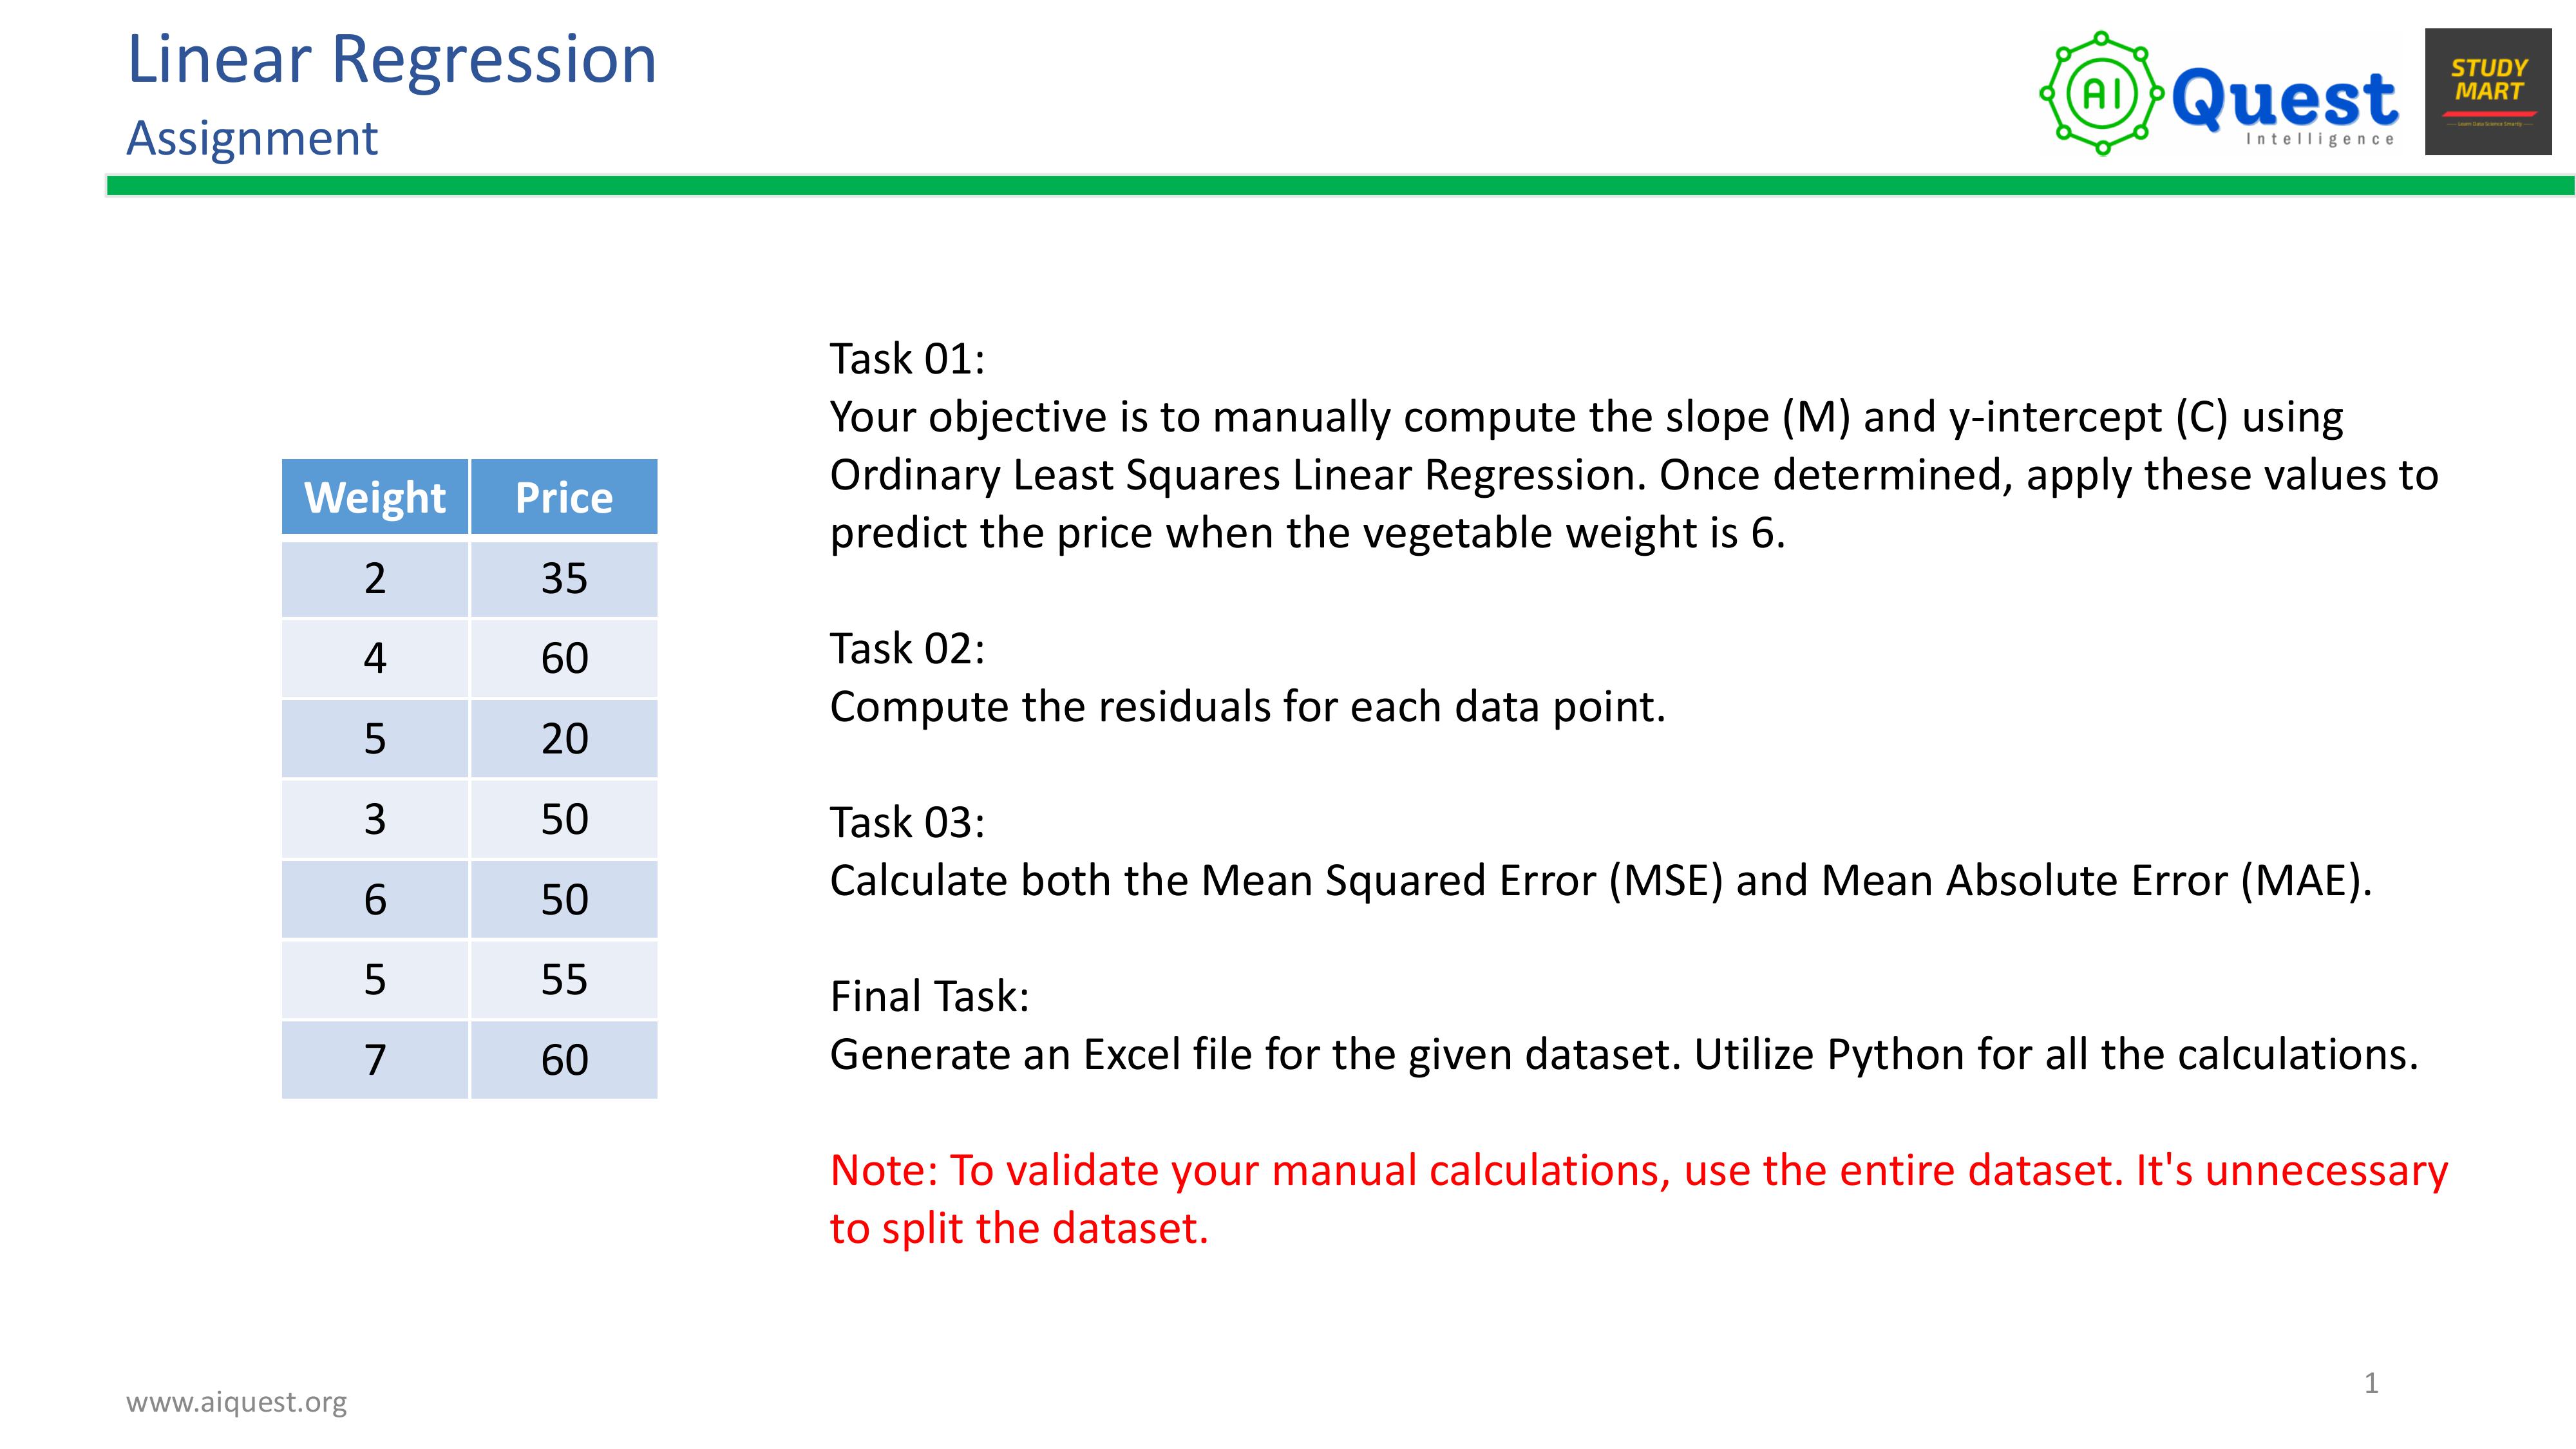 Linear Regression
Assignment
AI Quest
Intelligence
STUDY
MART
Learn Data Science Smartly
Weight Price
2 35
4 60
5 20
3 50
6 50
5 55
7 60
Task 01:
Your objective is to manually compute the slope (M) and y-intercept (C) using
Ordinary Least Squares Linear Regression. Once determined, apply these values to
predict the price when the vegetable weight is 6.
Task 02:
Compute the residuals for each data point.
Task 03:
Calculate both the Mean Squared Error (MSE) and Mean Absolute Error (MAE).
Final Task:
Generate an Excel file for the given dataset. Utilize Python for all the calculations.
Note: To validate your manual calculations, use the entire dataset. It's unnecessary
to split the dataset.
www.aiquest.org
1